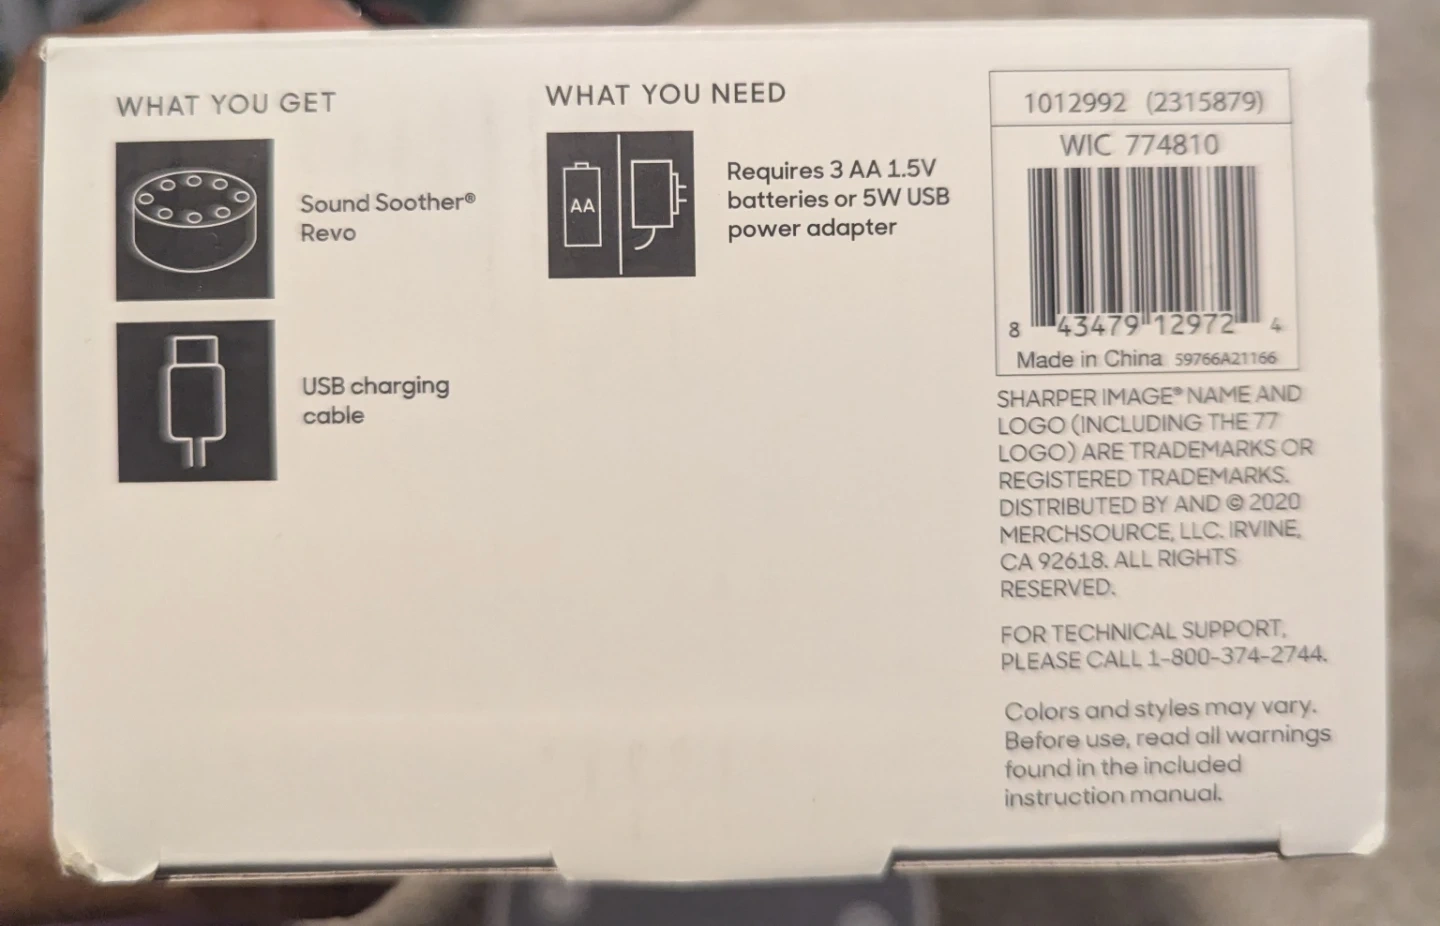 WHAT YOU GET
Sound Soother®
Revo
USB charging
cable
WHAT YOU NEED
AA
Requires 3 AA 1.5V
batteries or 5W USB
power adapter
1012992 (2315879)
WIC 774810
8 43479 12972 4
Made in China 59766A21166
SHARPER IMAGE® NAME AND
LOGO (INCLUDING THE 77
LOGO) ARE TRADEMARKS OR
REGISTERED TRADEMARKS.
DISTRIBUTED BY AND © 2020
MERCHSOURCE, LLC. IRVINE,
CA 92618. ALL RIGHTS
RESERVED.
FOR TECHNICAL SUPPORT,
PLEASE CALL 1-800-374-2744.
Colors and styles may vary.
Before use, read all warnings
found in the included
instruction manual.